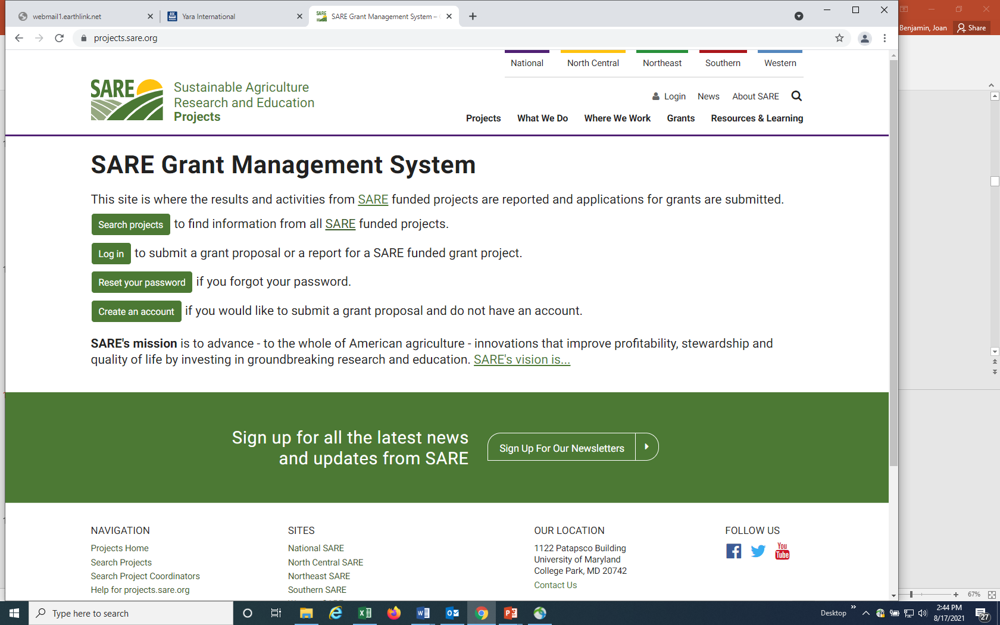 webmail1.earthlink.net
Yara International
SARE Grant Management System –
Benjamin, Joan
Share
projects.sare.org
National
North Central
Northeast
Southern
Western
SARE
Sustainable Agriculture
Research and Education
Projects
Login
News
About SARE
Projects
What We Do
Where We Work
Grants
Resources & Learning
SARE Grant Management System
This site is where the results and activities from SARE funded projects are reported and applications for grants are submitted.
Search projects to find information from all SARE funded projects.
Log in to submit a grant proposal or a report for a SARE funded grant project.
Reset your password if you forgot your password.
Create an account if you would like to submit a grant proposal and do not have an account.
SARE's mission is to advance - to the whole of American agriculture - innovations that improve profitability, stewardship and
quality of life by investing in groundbreaking research and education. SARE's vision is...
Sign up for all the latest news
and updates from SARE
Sign Up For Our Newsletters
NAVIGATION
Projects Home
Search Projects
Search Project Coordinators
Help for projects.sare.org
SITES
National SARE
North Central SARE
Northeast SARE
Southern SARE
OUR LOCATION
1122 Patapsco Building
University of Maryland
College Park, MD 20742
Contact Us
FOLLOW US
You
Tube
67%
Type here to search
Desktop
2:44 PM
8/17/2021
27